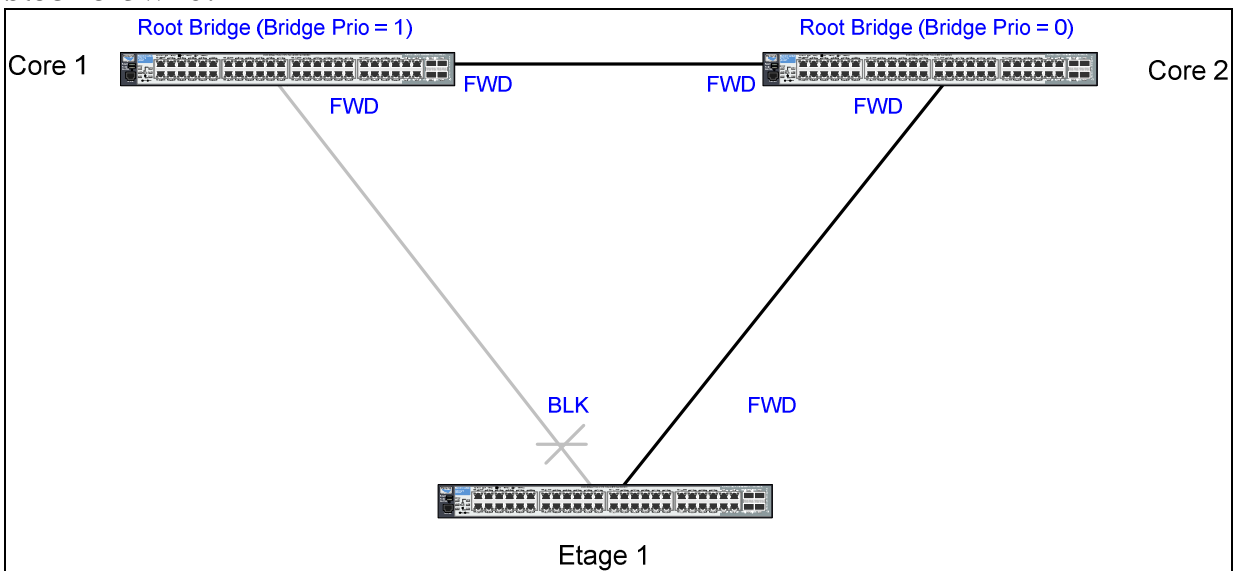 Root Bridge (Bridge Prio = 1)
Root Bridge (Bridge Prio = 0)
Core 1
Core 2
FWD
FWD
FWD
FWD
BLK
FWD
Etage 1